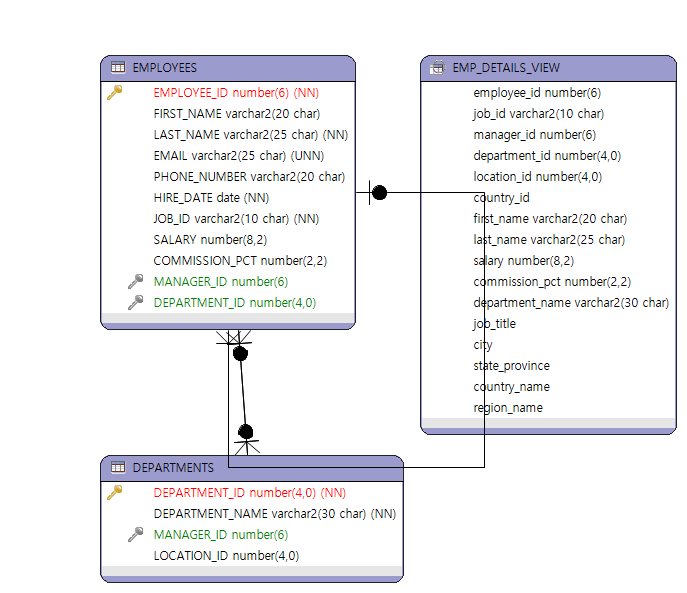 EMPLOYEES
EMPLOYEE_ID number(6) (NN)
FIRST_NAME varchar2(20 char)
LAST_NAME varchar2(25 char) (NN)
EMAIL varchar2(25 char) (UNN)
PHONE_NUMBER varchar2(20 char)
HIRE_DATE date (NN)
JOB_ID varchar2(10 char) (NN)
SALARY number(8,2)
COMMISSION_PCT number(2,2)
MANAGER_ID number(6)
DEPARTMENT_ID number(4,0)
EMP_DETAILS_VIEW
employee_id number(6)
job_id varchar2(10 char)
manager_id number(6)
department_id number(4,0)
location_id number(4,0)
country_id
first_name varchar2(20 char)
last_name varchar2(25 char)
salary number(8,2)
commission_pct number(2,2)
department_name varchar2(30 char)
job_title
city
state_province
country_name
region_name
DEPARTMENTS
DEPARTMENT_ID number(4,0) (NN)
DEPARTMENT_NAME varchar2(30 char) (NN)
MANAGER_ID number(6)
LOCATION_ID number(4,0)